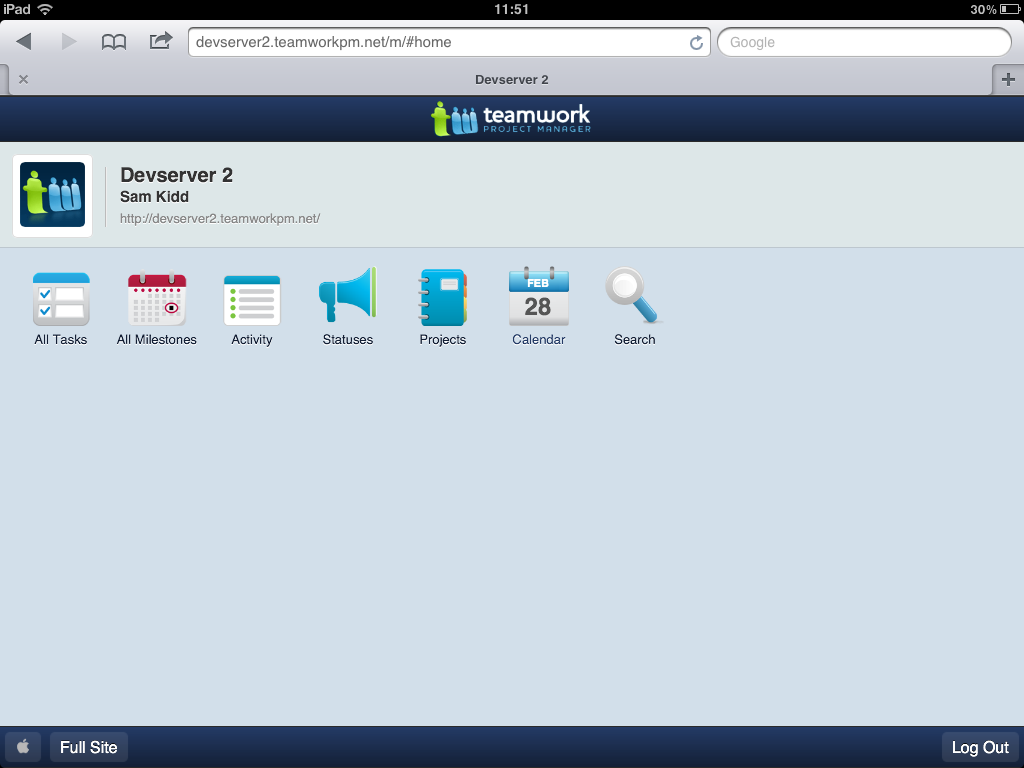 iPad 11:51 30%
devserver2.teamworkpm.net/m/#home Google
Devserver 2
teamwork
PROJECT MANAGER
Devserver 2
Sam Kidd
http://devserver2.teamworkpm.net/
FEB
28
All Tasks All Milestones Activity Statuses Projects Calendar Search
Full Site Log Out